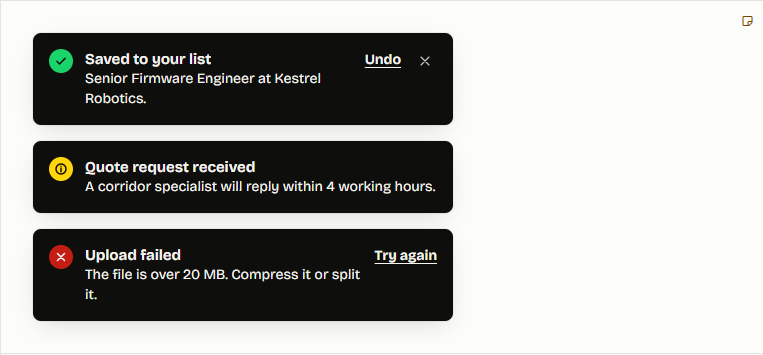 Saved to your list
Undo
Senior Firmware Engineer at Kestrel
Robotics.
Quote request received
A corridor specialist will reply within 4 working hours.
Upload failed
Try again
The file is over 20 MB. Compress it or split
it.